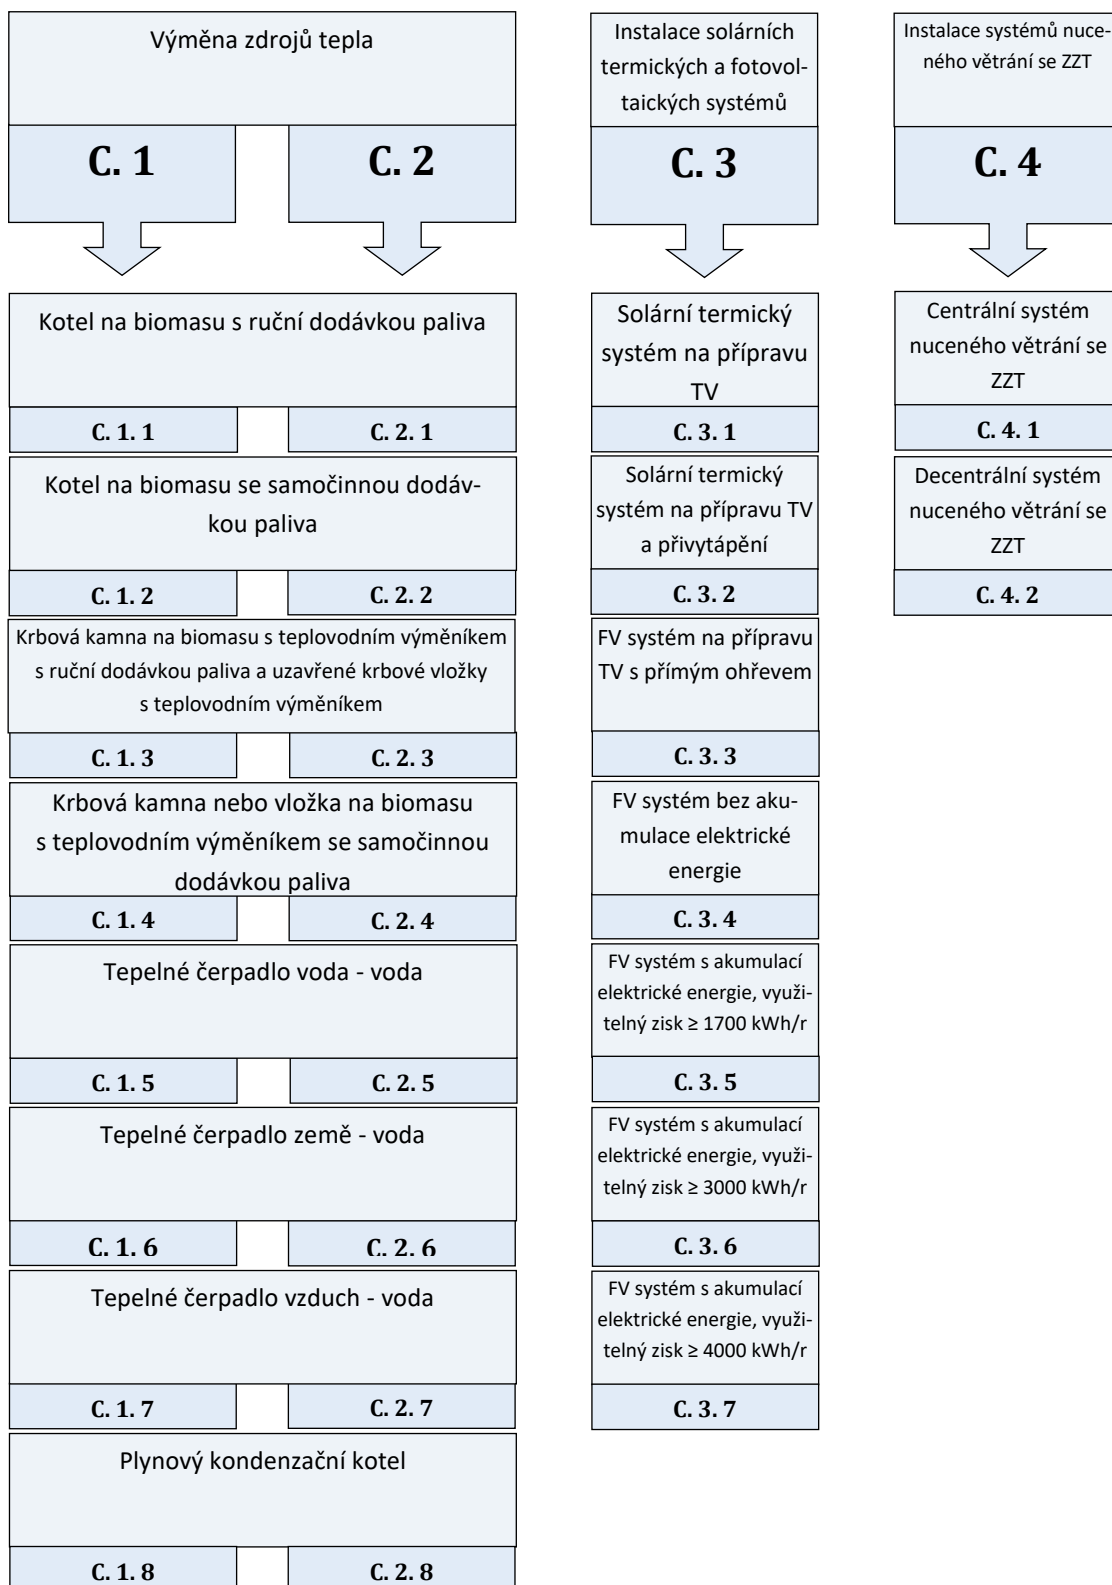 Výměna zdrojů tepla
C. 1
C. 2
Kotel na biomasu s ruční dodávkou paliva
C. 1. 1
C. 2. 1
Kotel na biomasu se samočinnou dodáv-
kou paliva
C. 1. 2
C. 2. 2
Krbová kamna na biomasu s teplovodním výměníkem
s ruční dodávkou paliva a uzavřené krbové vložky
s teplovodním výměníkem
C. 1. 3
C. 2. 3
Krbová kamna nebo vložka na biomasu
s teplovodním výměníkem se samočinnou
dodávkou paliva
C. 1. 4
C. 2. 4
Tepelné čerpadlo voda - voda
C. 1. 5
C. 2. 5
Tepelné čerpadlo země - voda
C. 1. 6
C. 2. 6
Tepelné čerpadlo vzduch - voda
C. 1. 7
C. 2. 7
Plynový kondenzační kotel
C. 1. 8
C. 2. 8
Instalace solárních
termických a fotovol-
taických systémů
C. 3
Solární termický
systém na přípravu
TV
C. 3. 1
Solární termický
systém na přípravu TV
a přivytápění
C. 3. 2
FV systém na přípravu
TV s přímým ohřevem
C. 3. 3
FV systém bez aku-
mulace elektrické
energie
C. 3. 4
FV systém s akumulací
elektrické energie, využi-
telný zisk ≥ 1700 kWh/r
C. 3. 5
FV systém s akumulací
elektrické energie, využi-
telný zisk ≥ 3000 kWh/r
C. 3. 6
FV systém s akumulací
elektrické energie, využi-
telný zisk ≥ 4000 kWh/r
C. 3. 7
Instalace systémů nuce-
ného větrání se ZZT
C. 4
Centrální systém
nuceného větrání se
ZZT
C. 4. 1
Decentrální systém
nuceného větrání se
ZZT
C. 4. 2